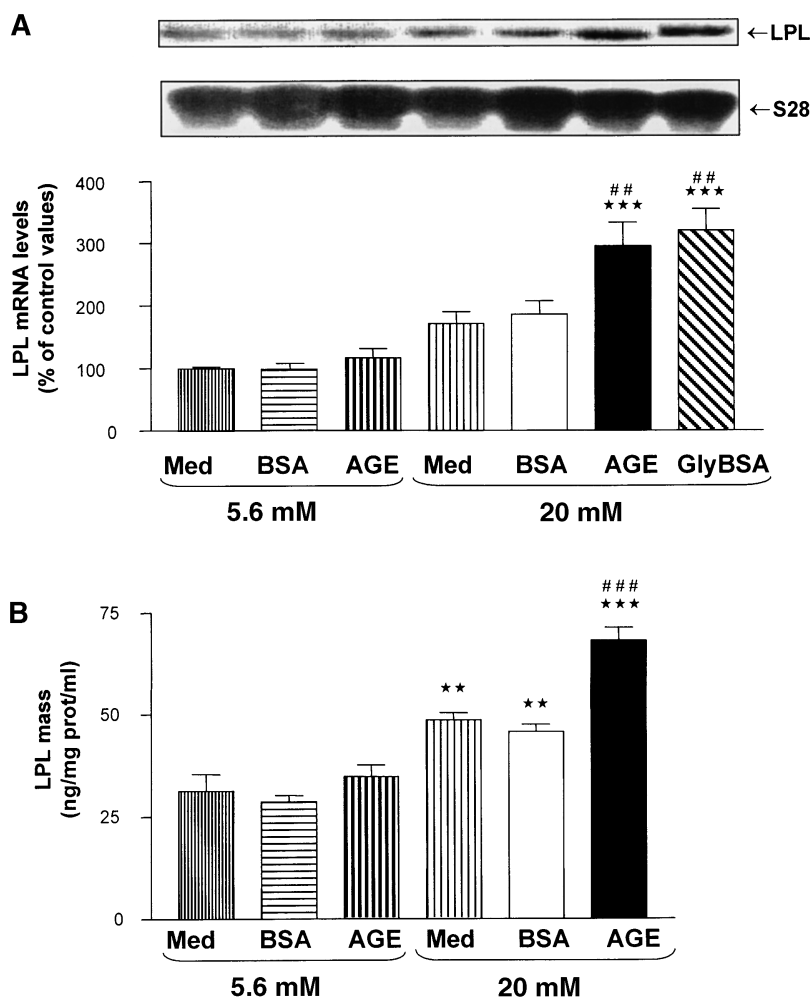 A
←LPL
←S28
LPL mRNA levels
(% of control values)
400
300
200
100
0
## ##
★★★ ★★★
Med BSA AGE Med BSA AGE GlyBSA
5.6 mM 20 mM
B
LPL mass
(ng/mg prot/ml)
75
50
25
0
###
★★★
★★ ★★
Med BSA AGE Med BSA AGE
5.6 mM 20 mM